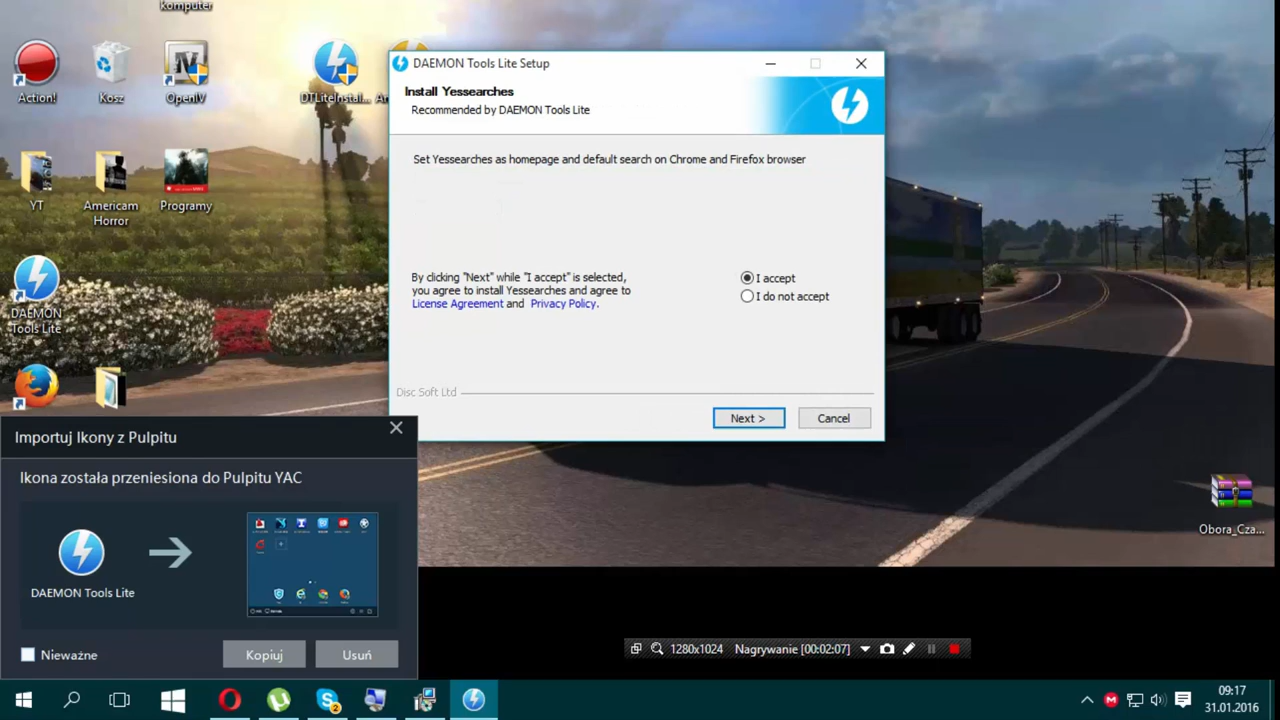 komputer
Action!
Kosz
OpenIV
DTLiteInstal...
YT
Americam
Horror
Programy
DAEMON
Tools Lite
DAEMON Tools Lite Setup
Install Yessearches
Recommended by DAEMON Tools Lite
Set Yessearches as homepage and default search on Chrome and Firefox browser
By clicking "Next" while "I accept" is selected,
you agree to install Yessearches and agree to
License Agreement and Privacy Policy.
I accept
I do not accept
Disc Soft Ltd
Next >
Cancel
Importuj Ikony z Pulpitu
Ikona została przeniesiona do Pulpitu YAC
DAEMON Tools Lite
Nieważne
Kopiuj
Usuń
Obora_Cza...
1280x1024
Nagrywanie [00:02:07]
09:17
31.01.2016